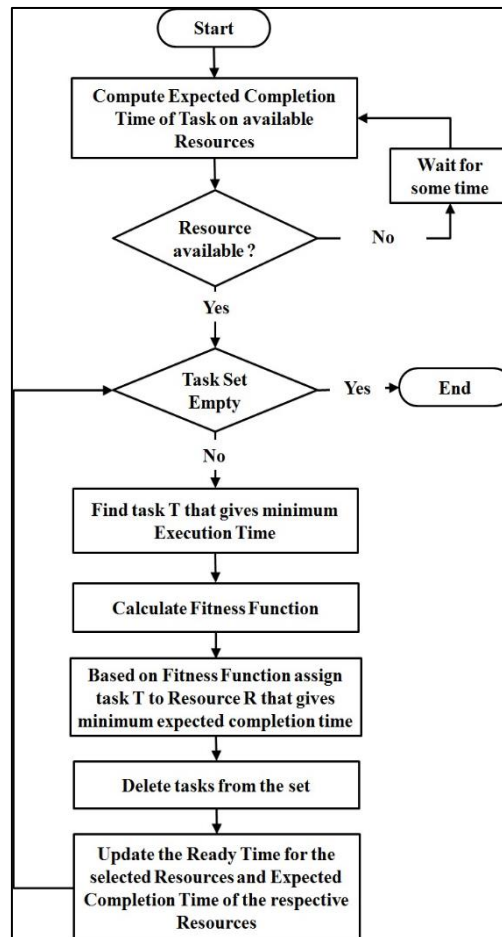 Start
Compute Expected Completion
Time of Task on available
Resources
Wait for
some time
Resource
available ?
No
Yes
Task Set
Empty
Yes
End
No
Find task T that gives minimum
Execution Time
Calculate Fitness Function
Based on Fitness Function assign
task T to Resource R that gives
minimum expected completion time
Delete tasks from the set
Update the Ready Time for the
selected Resources and Expected
Completion Time of the respective
Resources